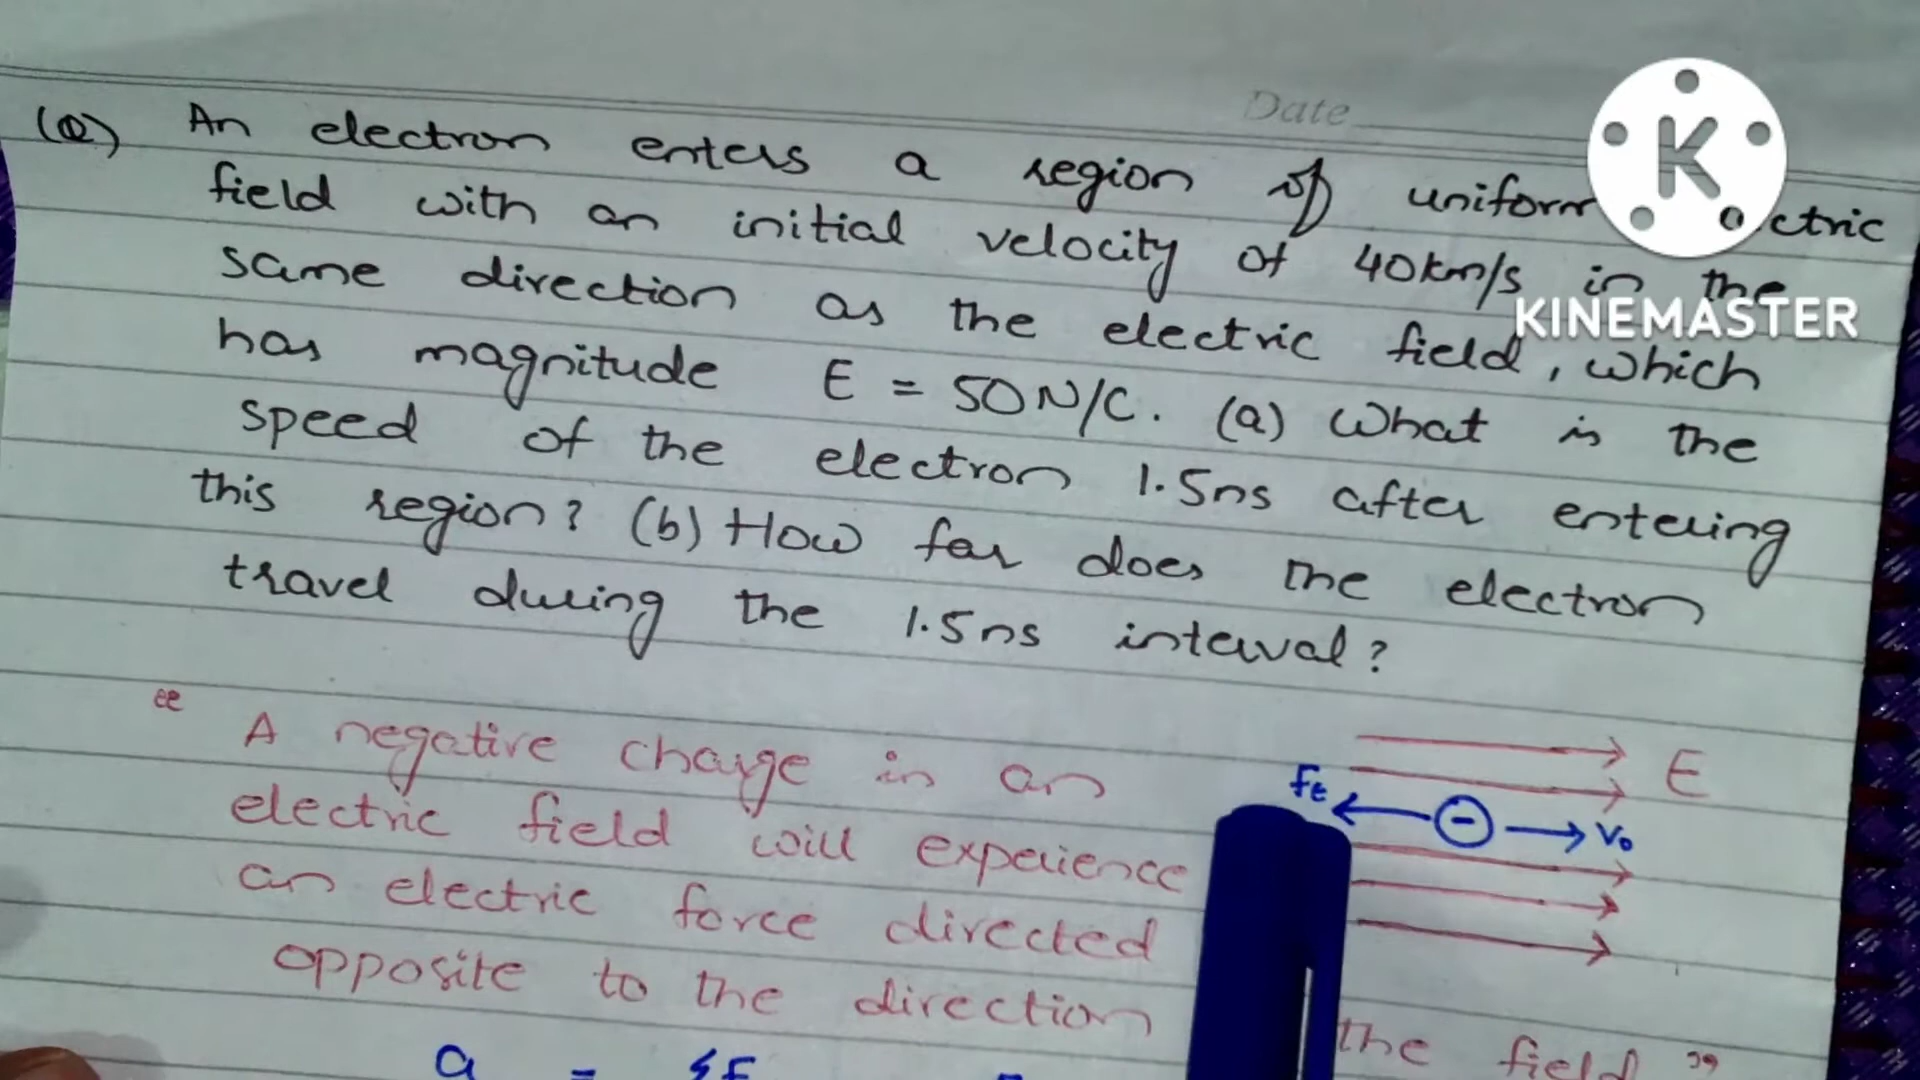 Date
(Q) An electron enters a region of uniform ctric
field with an initial velocity of 40km/s in the
same direction as the electric field, which
has magnitude E = 50N/C. (a) What is the
speed of the electron 1.5ns after entering
this region? (b) How far does the electron
travel during the 1.5ns interval?
KINEMASTER
“ A negative charge in an
electric field will experience
an electric force directed
opposite to the direction
the field ”
E
FE
-
V₀
a = ΣF